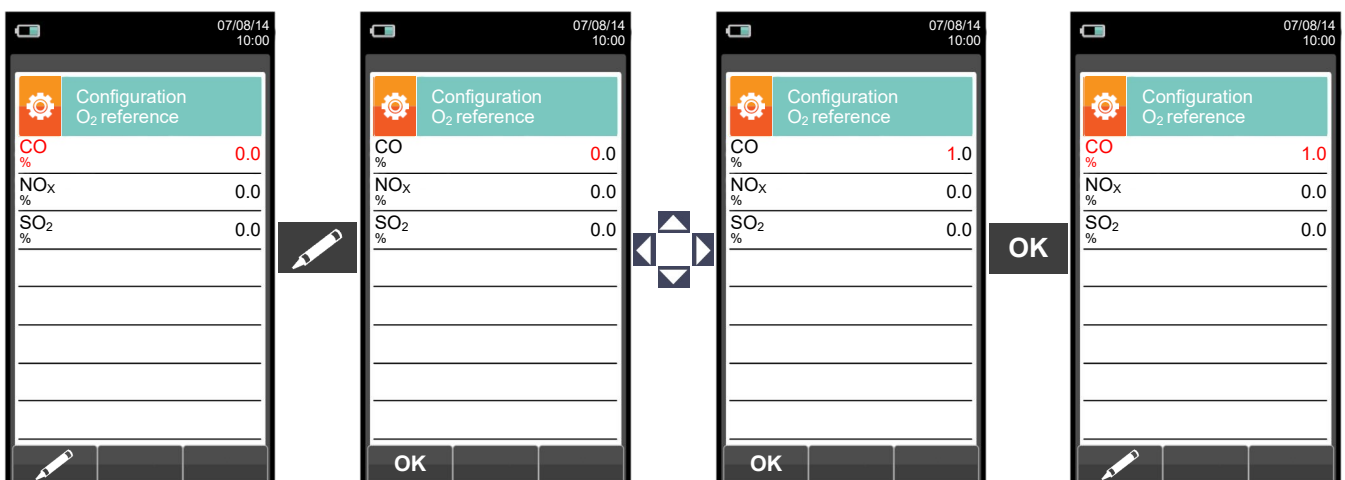 07/08/14
10:00
Configuration
O₂ reference
CO 0.0
%
NOX 0.0
%
SO₂ 0.0
%
07/08/14
10:00
Configuration
O₂ reference
CO 0.0
%
NOX 0.0
%
SO₂ 0.0
%
OK
07/08/14
10:00
Configuration
O₂ reference
CO 1.0
%
NOX 0.0
%
SO₂ 0.0
%
OK
OK
07/08/14
10:00
Configuration
O₂ reference
CO 1.0
%
NOX 0.0
%
SO₂ 0.0
%